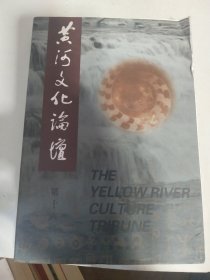 黄河文化論壇
THE
YELLOW RIVER
CULTURE
TRIBUNE